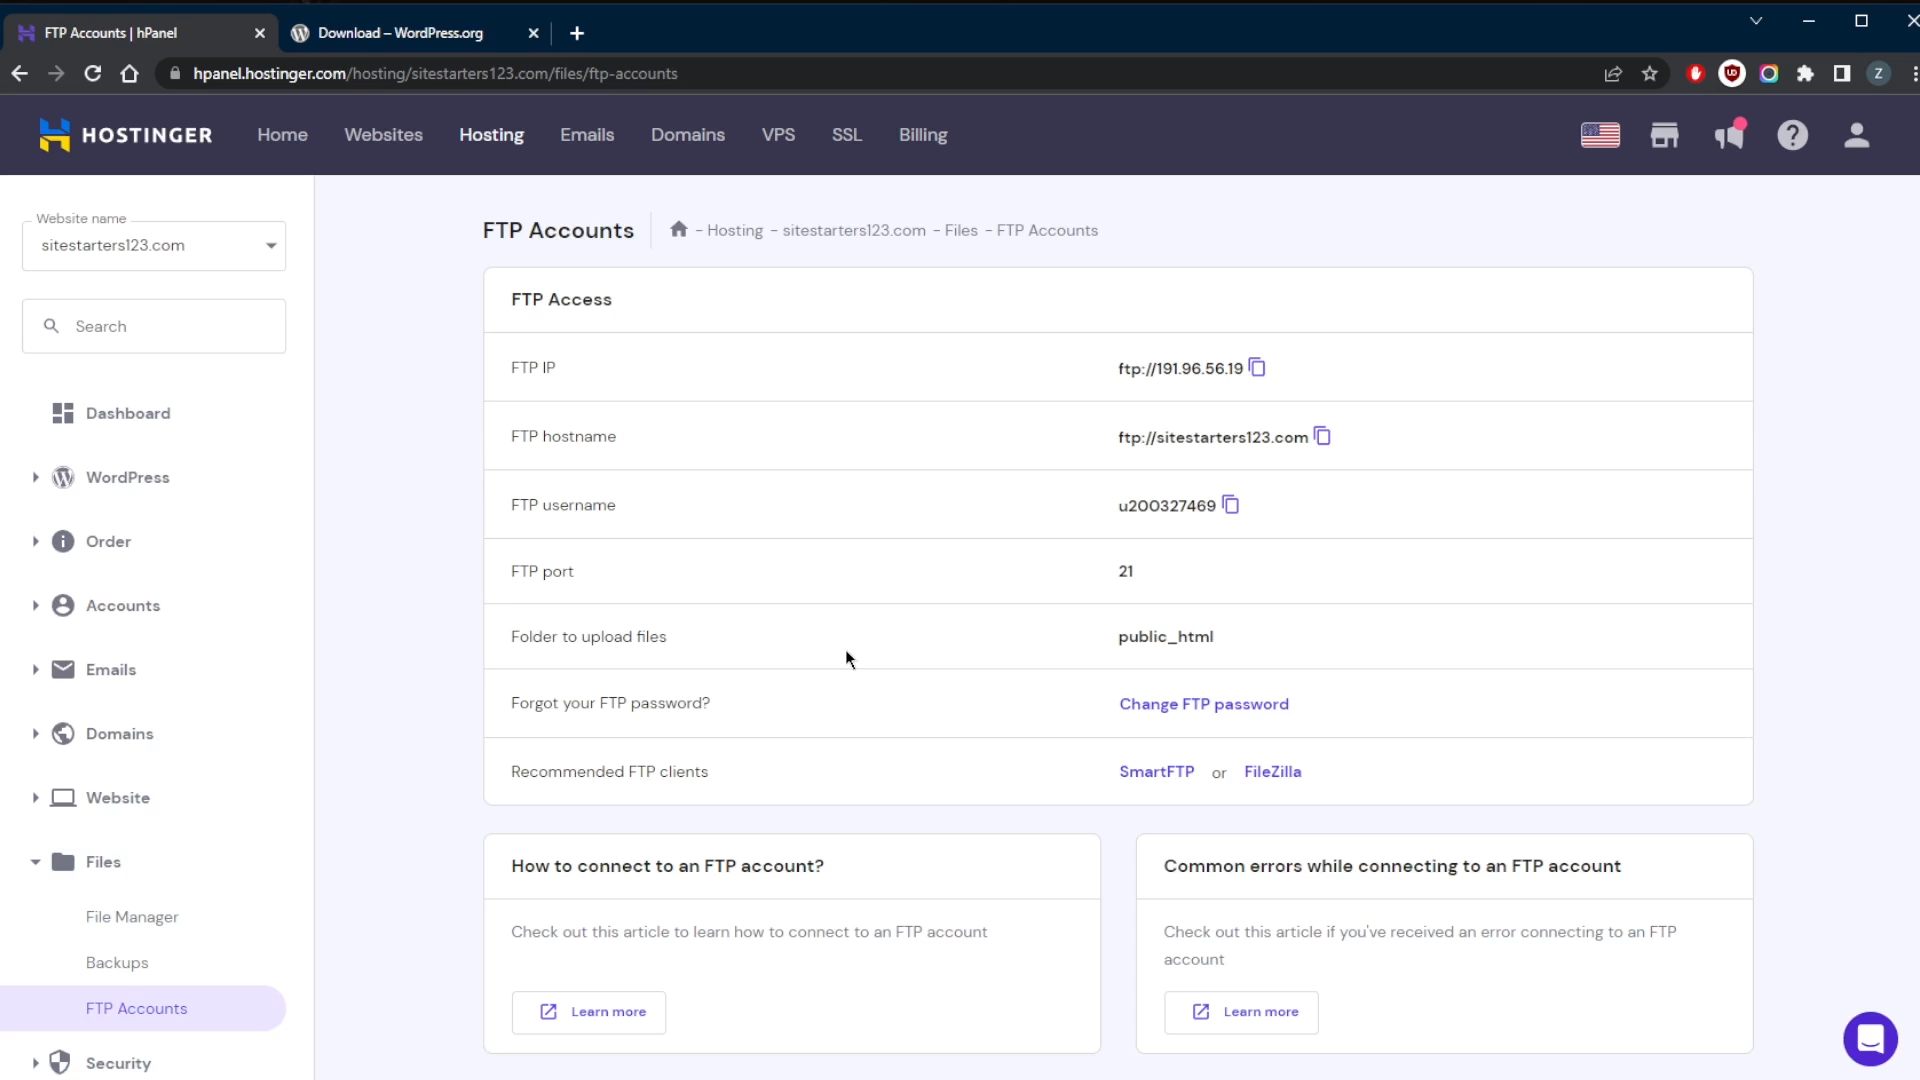 FTP Accounts | hPanel
Download – WordPress.org
hpanel.hostinger.com/hosting/sitestarters123.com/files/ftp-accounts
Z
HOSTINGER
Home
Websites
Hosting
Emails
Domains
VPS
SSL
Billing
Website name
sitestarters123.com
Search
Dashboard
WordPress
Order
Accounts
Emails
Domains
Website
Files
File Manager
Backups
FTP Accounts
Security
FTP Accounts
- Hosting - sitestarters123.com - Files - FTP Accounts
FTP Access
FTP IP
ftp://191.96.56.19
FTP hostname
ftp://sitestarters123.com
FTP username
u200327469
FTP port
21
Folder to upload files
public_html
Forgot your FTP password?
Change FTP password
Recommended FTP clients
SmartFTP or FileZilla
How to connect to an FTP account?
Check out this article to learn how to connect to an FTP account
Learn more
Common errors while connecting to an FTP account
Check out this article if you've received an error connecting to an FTP
account
Learn more